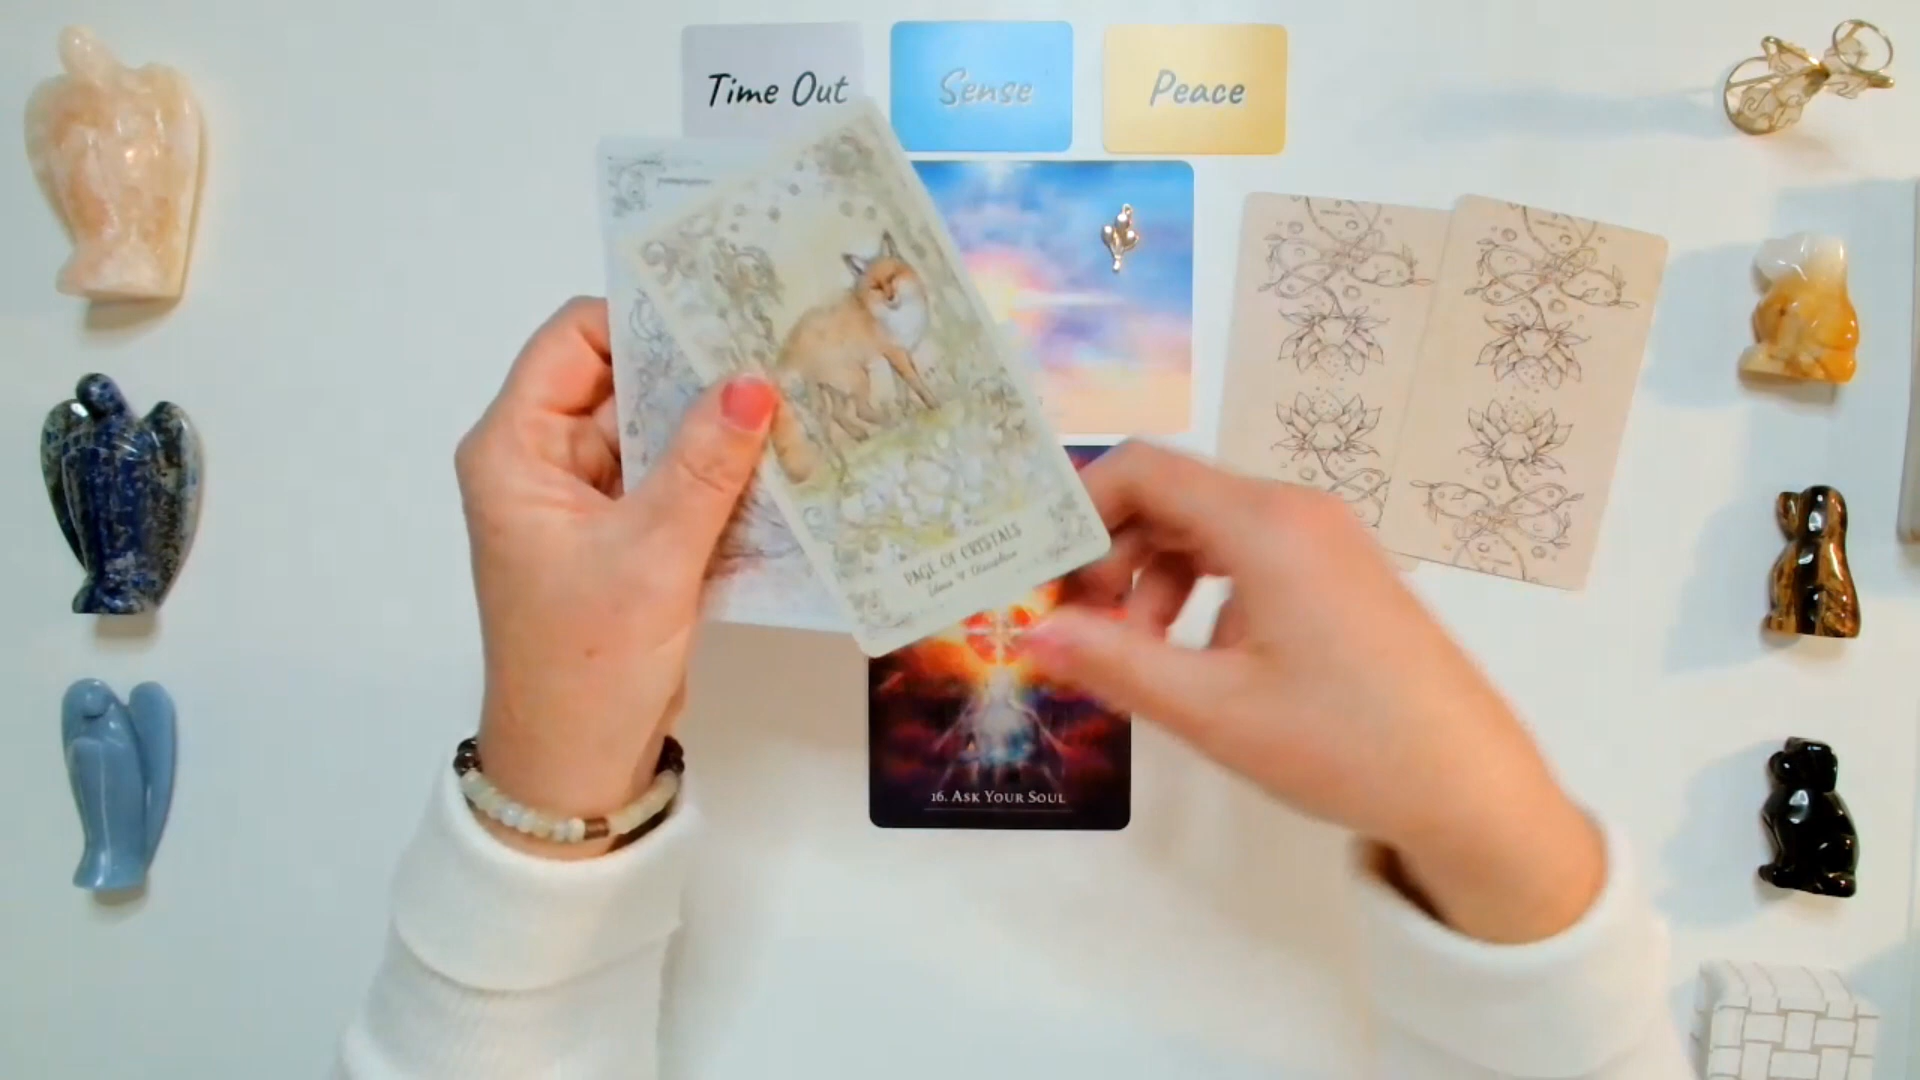 Time Out
Sense
Peace
PAGE OF CRYSTALS
16. ASK YOUR SOUL